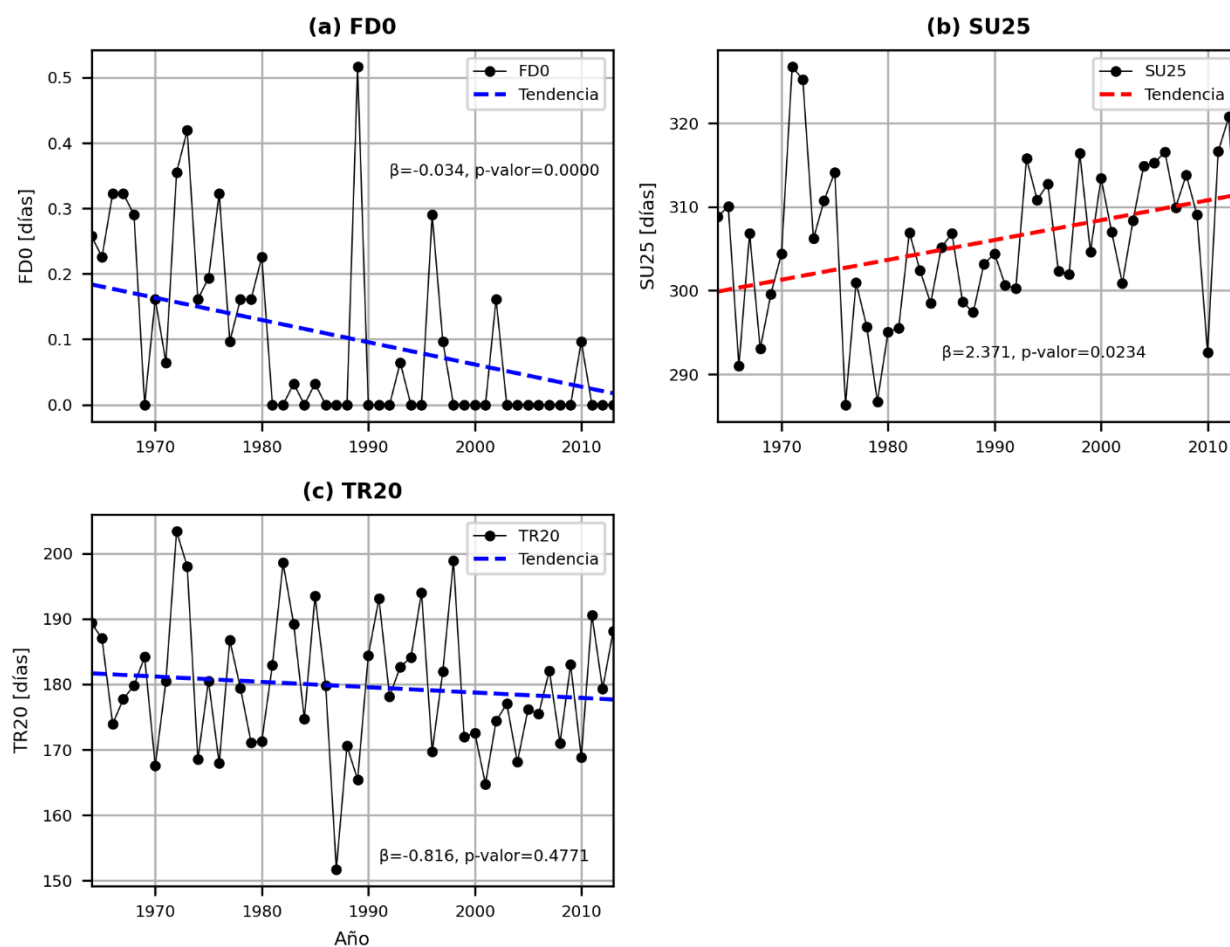 (a) FD0
FD0 [días]
0.5
0.4
0.3
0.2
0.1
0.0
FD0
Tendencia
β=-0.034, p-valor=0.0000
1970
1980
1990
2000
2010
(b) SU25
SU25 [días]
320
310
300
290
SU25
Tendencia
β=2.371, p-valor=0.0234
1970
1980
1990
2000
2010
(c) TR20
TR20 [días]
200
190
180
170
160
150
TR20
Tendencia
β=-0.816, p-valor=0.4771
1970
1980
1990
2000
2010
Año